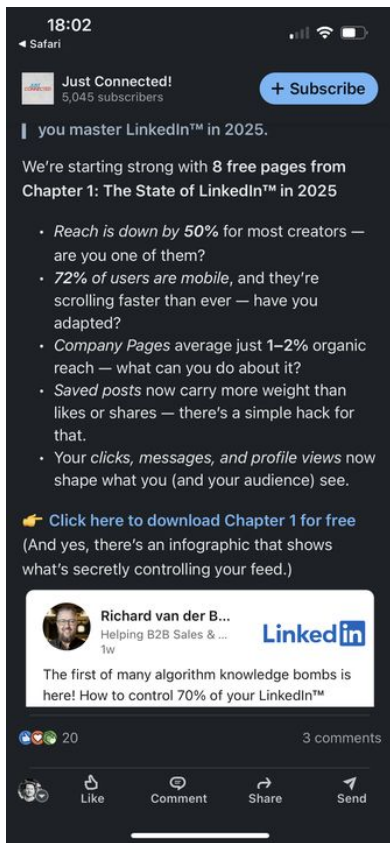 18:02
◀ Safari
Just Connected!
5,045 subscribers
+ Subscribe
you master LinkedIn™ in 2025.
We’re starting strong with 8 free pages from
Chapter 1: The State of LinkedIn™ in 2025
• Reach is down by 50% for most creators —
are you one of them?
• 72% of users are mobile, and they’re
scrolling faster than ever — have you
adapted?
• Company Pages average just 1–2% organic
reach — what can you do about it?
• Saved posts now carry more weight than
likes or shares — there’s a simple hack for
that.
• Your clicks, messages, and profile views now
shape what you (and your audience) see.
👉 Click here to download Chapter 1 for free
(And yes, there’s an infographic that shows
what’s secretly controlling your feed.)
Richard van der B...
Helping B2B Sales & ...
1w
LinkedIn
The first of many algorithm knowledge bombs is
here! How to control 70% of your LinkedIn™
20
3 comments
Like
Comment
Share
Send